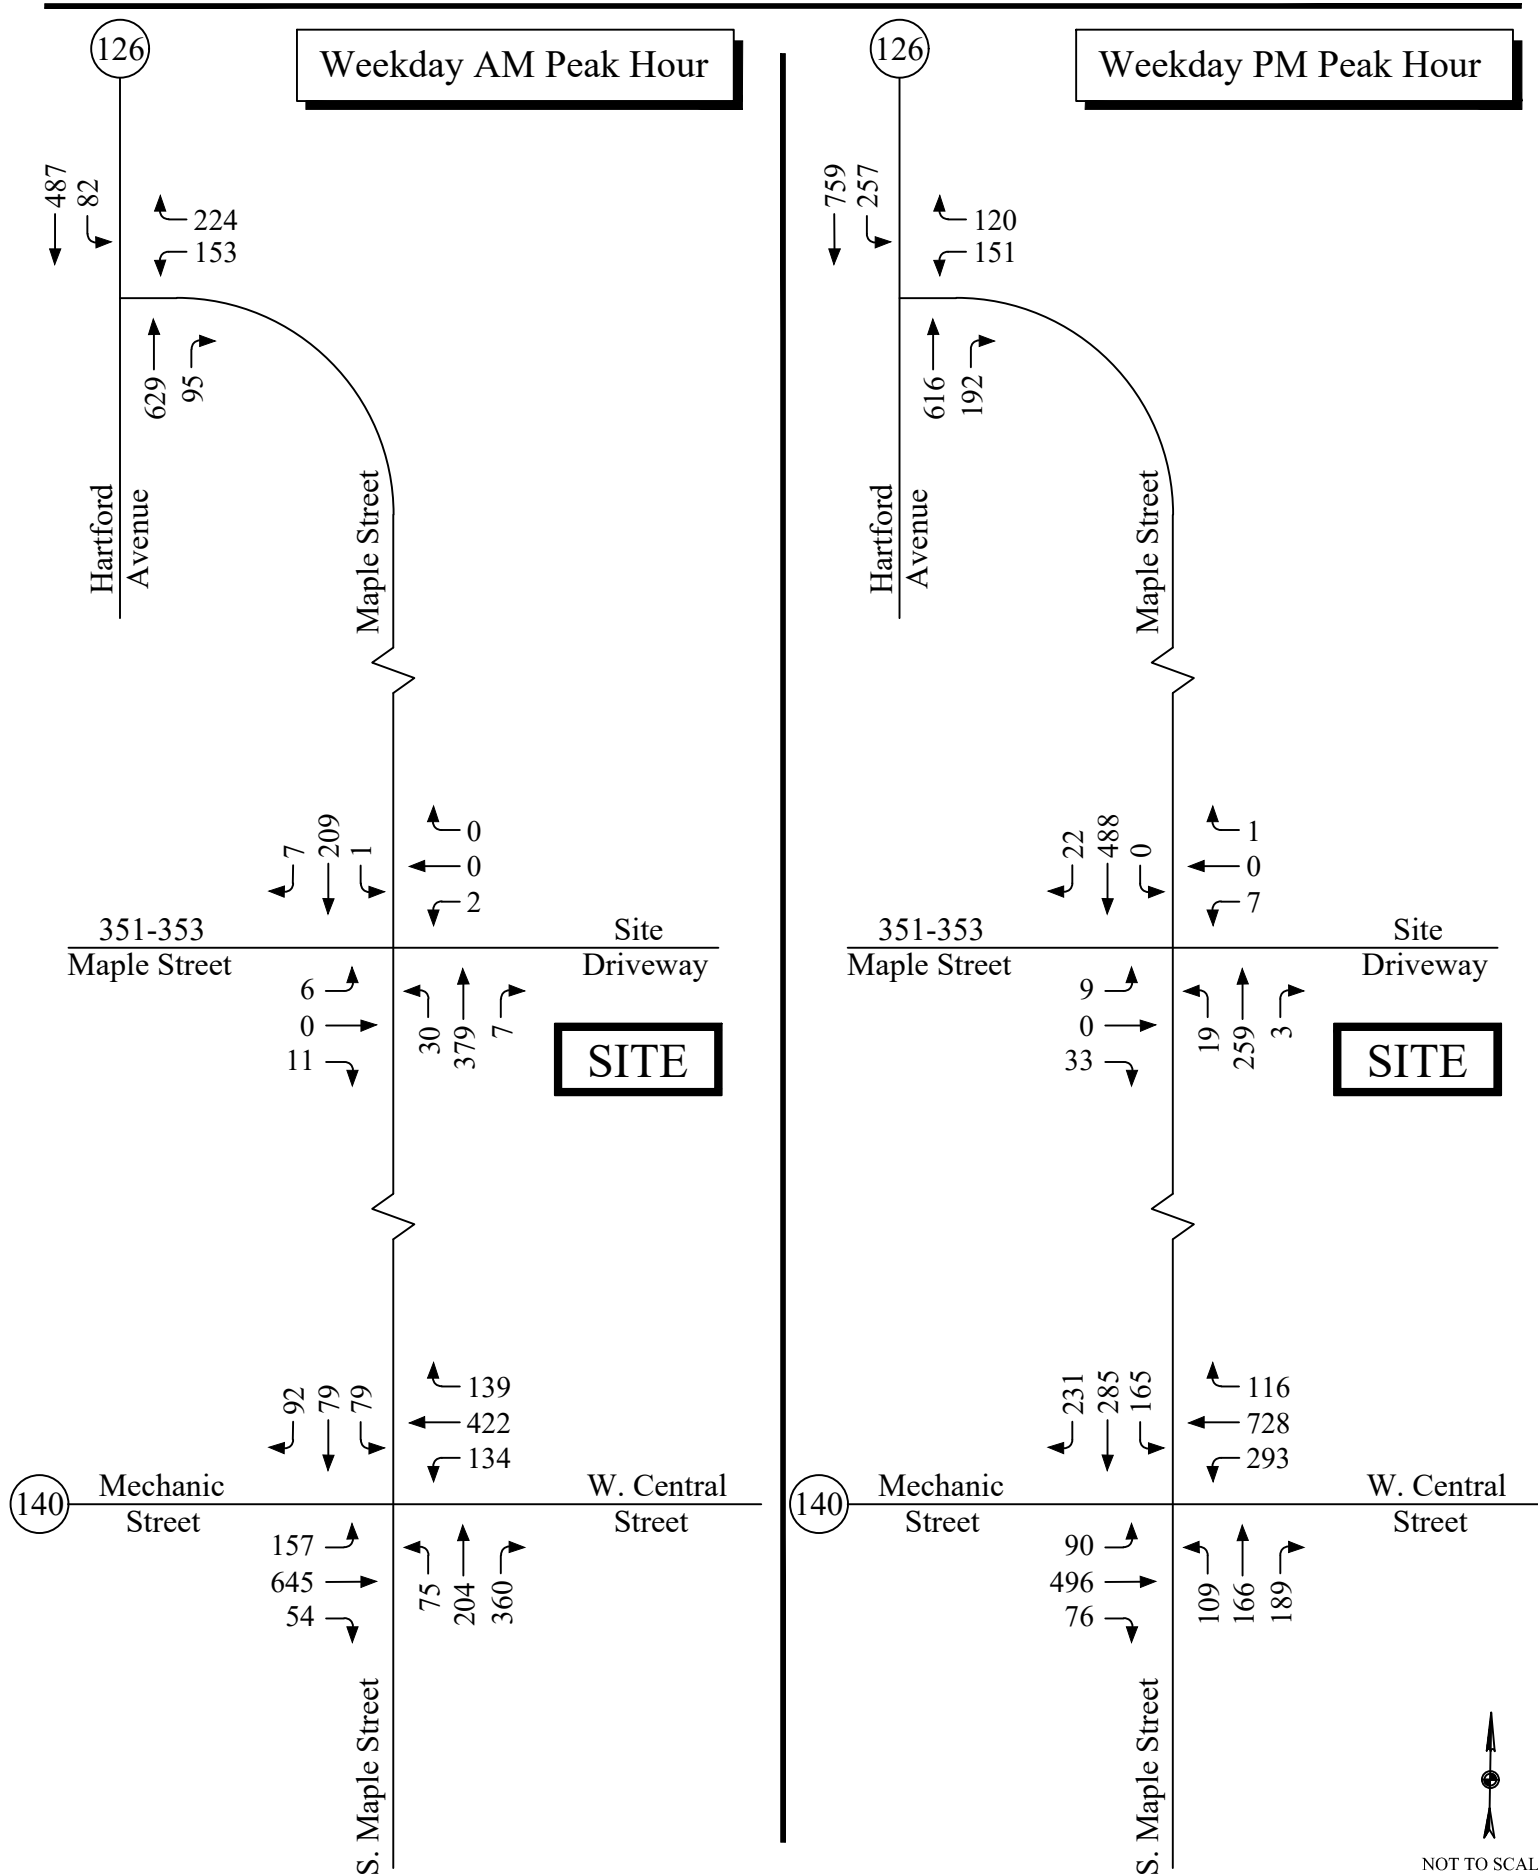 126
Weekday AM Peak Hour
487
82
224
153
629
95
Hartford
Avenue
Maple Street
7
209
1
0
0
2
351-353
Maple Street
Site
Driveway
6
0
11
30
379
7
SITE
92
79
79
139
422
134
140
Mechanic
Street
W. Central
Street
157
645
54
75
204
360
S. Maple Street
126
Weekday PM Peak Hour
759
257
120
151
616
192
Hartford
Avenue
Maple Street
22
488
0
1
0
7
351-353
Maple Street
Site
Driveway
9
0
33
19
259
3
SITE
231
285
165
116
728
293
140
Mechanic
Street
W. Central
Street
90
496
76
109
166
189
S. Maple Street
NOT TO SCAL